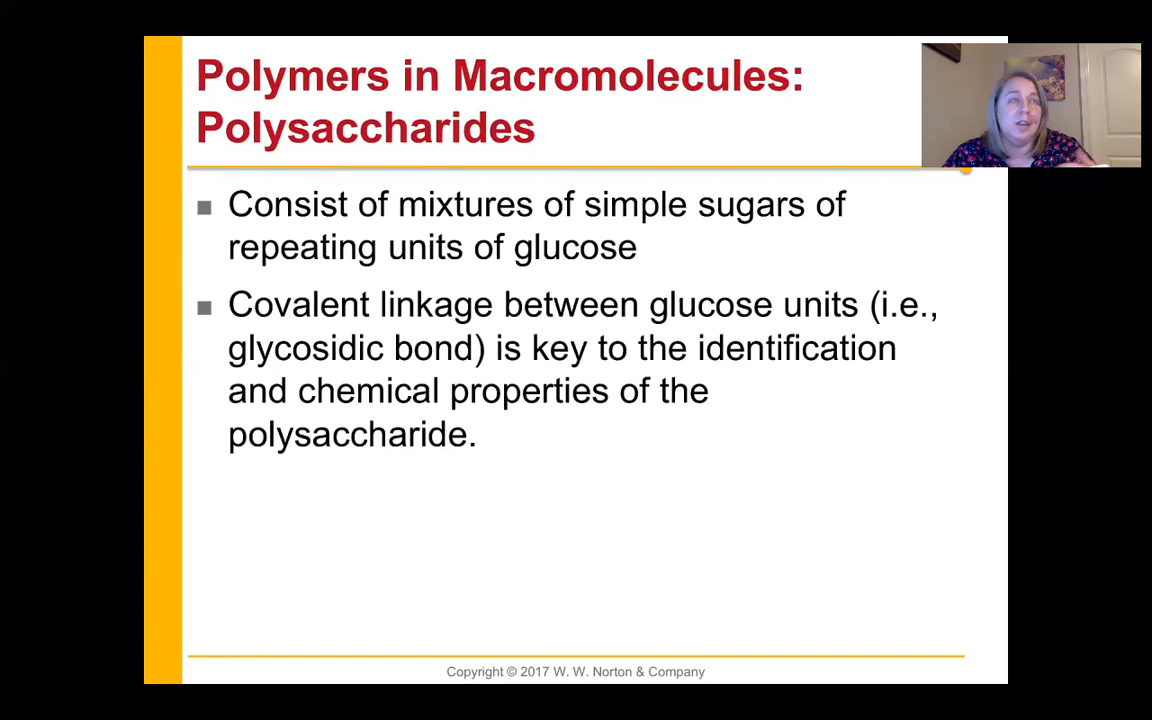 Polymers in Macromolecules:
Polysaccharides
Consist of mixtures of simple sugars of
repeating units of glucose
Covalent linkage between glucose units (i.e.,
glycosidic bond) is key to the identification
and chemical properties of the
polysaccharide.
Copyright © 2017 W. W. Norton & Company